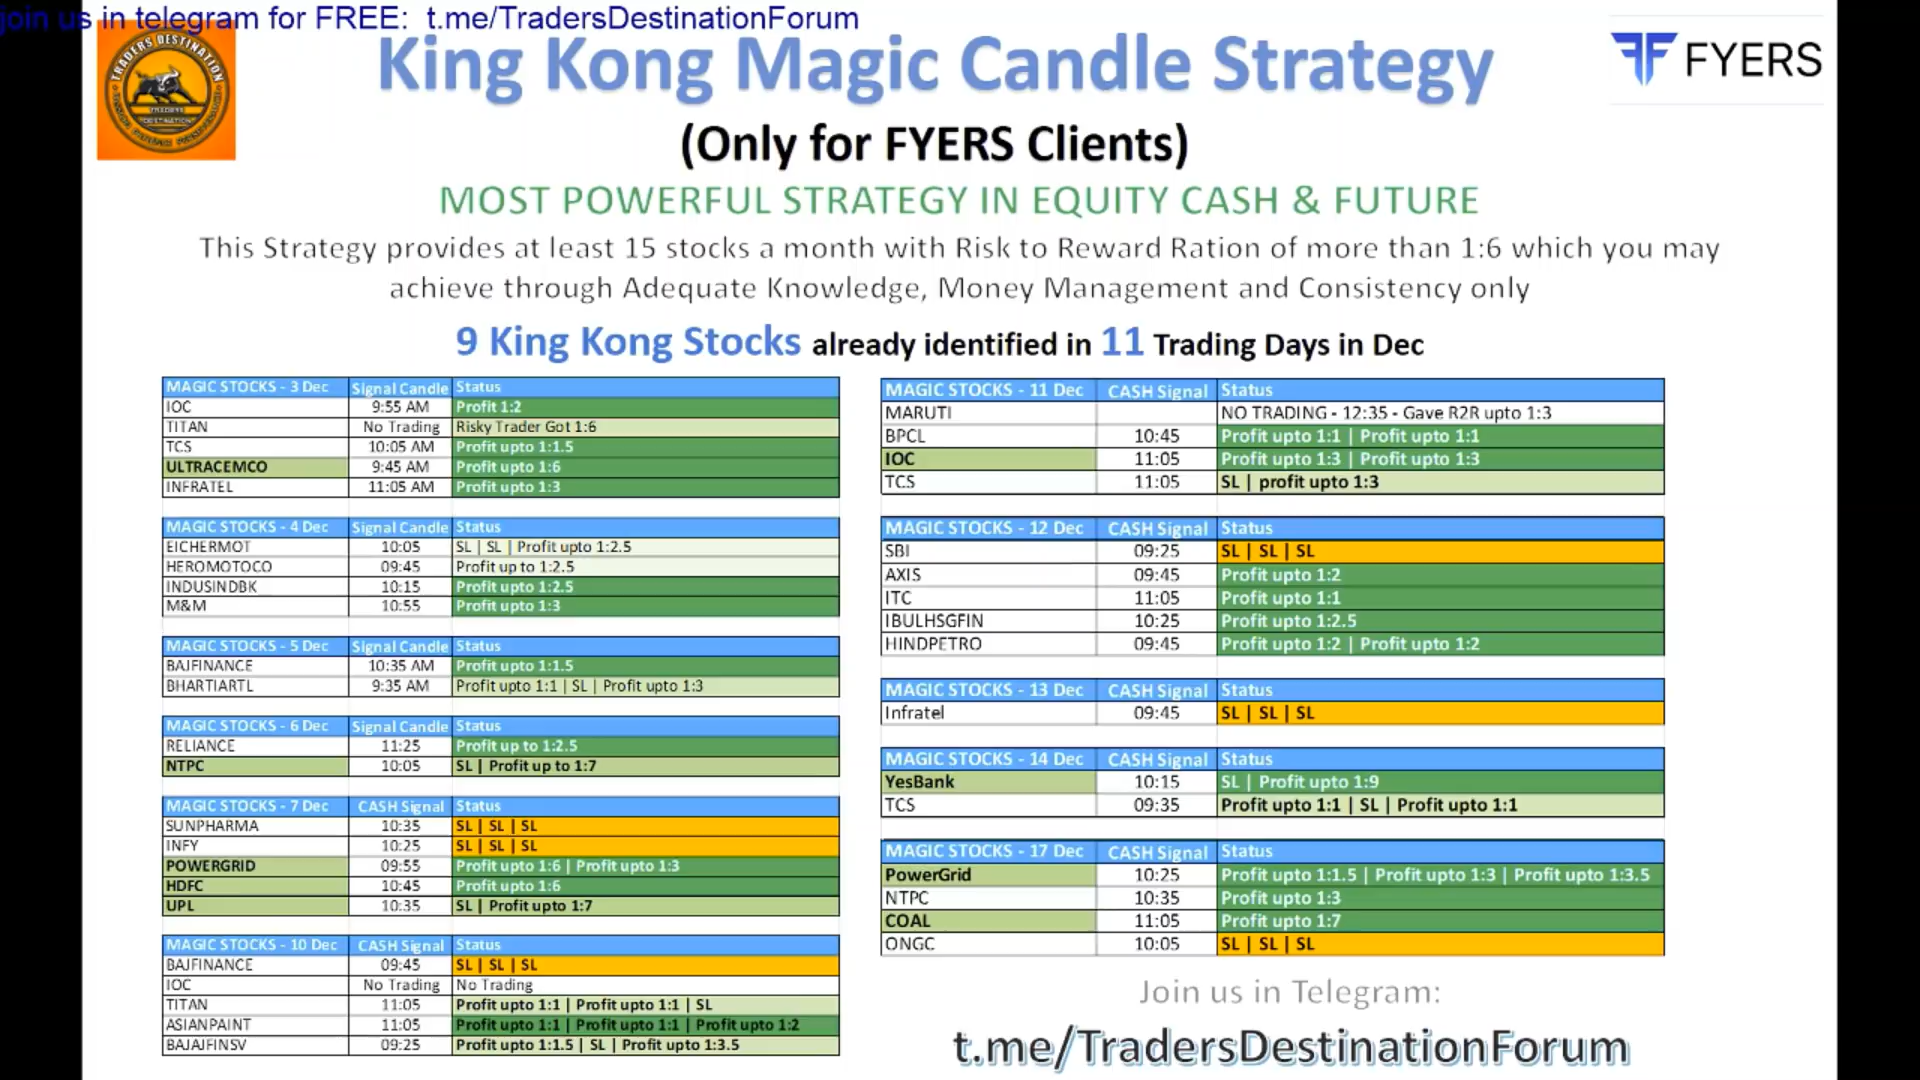 join us in telegram for FREE: t.me/TradersDestinationForum
TRADERS DESTINATION
TRADERS
DESTINATION
King Kong Magic Candle Strategy
FYERS
(Only for FYERS Clients)
MOST POWERFUL STRATEGY IN EQUITY CASH & FUTURE
This Strategy provides at least 15 stocks a month with Risk to Reward Ration of more than 1:6 which you may
achieve through Adequate Knowledge, Money Management and Consistency only
9 King Kong Stocks already identified in 11 Trading Days in Dec
MAGIC STOCKS - 3 Dec Signal Candle Status
IOC 9:55 AM Profit 1:2
TITAN No Trading Risky Trader Got 1:6
TCS 10:05 AM Profit upto 1:1.5
ULTRACEMCO 9:45 AM Profit upto 1:6
INFRATEL 11:05 AM Profit upto 1:3
MAGIC STOCKS - 4 Dec Signal Candle Status
EICHERMOT 10:05 SL | SL | Profit upto 1:2.5
HEROMOTOCO 09:45 Profit up to 1:2.5
INDUSINDBK 10:15 Profit upto 1:2.5
M&M 10:55 Profit upto 1:3
MAGIC STOCKS - 5 Dec Signal Candle Status
BAJFINANCE 10:35 AM Profit upto 1:1.5
BHARTIARTL 9:35 AM Profit upto 1:1 | SL | Profit upto 1:3
MAGIC STOCKS - 6 Dec Signal Candle Status
RELIANCE 11:25 Profit up to 1:2.5
NTPC 10:05 SL | Profit up to 1:7
MAGIC STOCKS - 7 Dec CASH Signal Status
SUNPHARMA 10:35 SL | SL | SL
INFY 10:25 SL | SL | SL
POWERGRID 09:55 Profit upto 1:6 | Profit upto 1:3
HDFC 10:45 Profit upto 1:6
UPL 10:35 SL | Profit upto 1:7
MAGIC STOCKS - 10 Dec CASH Signal Status
BAJFINANCE 09:45 SL | SL | SL
IOC No Trading No Trading
TITAN 11:05 Profit upto 1:1 | Profit upto 1:1 | SL
ASIANPAINT 11:05 Profit upto 1:1 | Profit upto 1:1 | Profit upto 1:2
BAJAJFINSV 09:25 Profit upto 1:1.5 | SL | Profit upto 1:3.5
MAGIC STOCKS - 11 Dec CASH Signal Status
MARUTI NO TRADING - 12:35 - Gave R2R upto 1:3
BPCL 10:45 Profit upto 1:1 | Profit upto 1:1
IOC 11:05 Profit upto 1:3 | Profit upto 1:3
TCS 11:05 SL | profit upto 1:3
MAGIC STOCKS - 12 Dec CASH Signal Status
SBI 09:25 SL | SL | SL
AXIS 09:45 Profit upto 1:2
ITC 11:05 Profit upto 1:1
IBULHSGFIN 10:25 Profit upto 1:2.5
HINDPETRO 09:45 Profit upto 1:2 | Profit upto 1:2
MAGIC STOCKS - 13 Dec CASH Signal Status
Infratel 09:45 SL | SL | SL
MAGIC STOCKS - 14 Dec CASH Signal Status
YesBank 10:15 SL | Profit upto 1:9
TCS 09:35 Profit upto 1:1 | SL | Profit upto 1:1
MAGIC STOCKS - 17 Dec CASH Signal Status
PowerGrid 10:25 Profit upto 1:1.5 | Profit upto 1:3 | Profit upto 1:3.5
NTPC 10:35 Profit upto 1:3
COAL 11:05 Profit upto 1:7
ONGC 10:05 SL | SL | SL
Join us in Telegram:
t.me/TradersDestinationForum